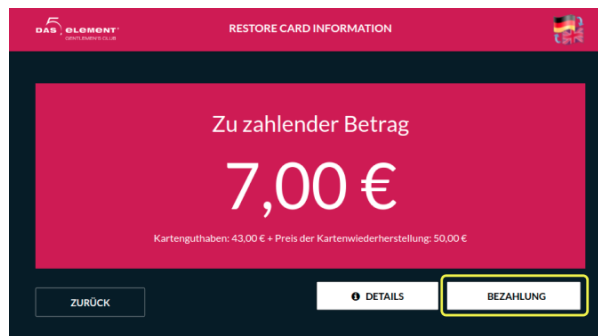 DAS 5 ELEMENT
GENTLEMEN'S CLUB
RESTORE CARD INFORMATION
Zu zahlender Betrag
7,00 €
Kartenguthaben: 43,00 € + Preis der Kartenwiederherstellung: 50,00 €
ZURÜCK
DETAILS
BEZAHLUNG